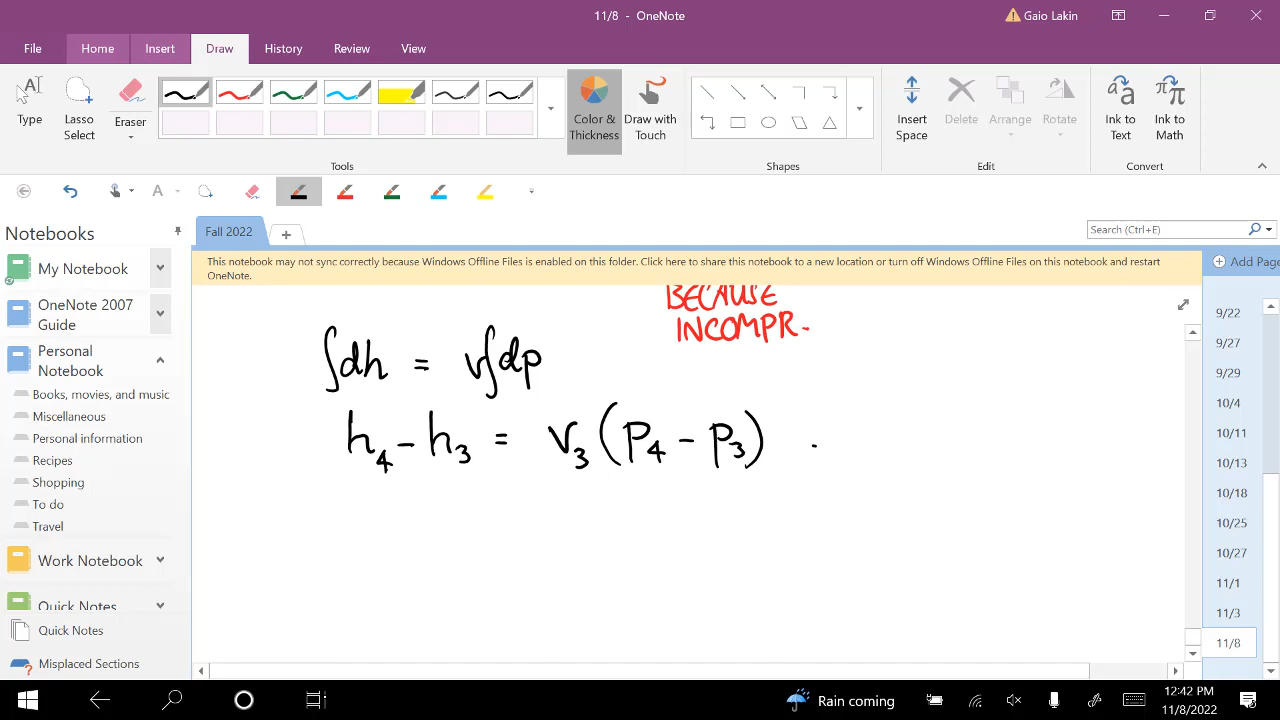 11/8 - OneNote
Gaio Lakin
File Home Insert Draw History Review View
Type
Lasso Select
Eraser
Color & Thickness
Draw with Touch
Insert Space
Delete
Arrange
Rotate
Ink to Text
Ink to Math
Tools
Shapes
Edit
Convert
A
Notebooks
Fall 2022
Search (Ctrl+E)
My Notebook
OneNote 2007 Guide
Personal Notebook
Books, movies, and music
Miscellaneous
Personal information
Recipes
Shopping
To do
Travel
Work Notebook
Quick Notes
Quick Notes
Misplaced Sections
This notebook may not sync correctly because Windows Offline Files is enabled on this folder. Click here to share this notebook to a new location or turn off Windows Offline Files on this notebook and restart
OneNote.
BECAUSE
INCOMPR.
∫dh = v∫dp
h₄ - h₃ = v₃(p₄ - p₃) .
Add Page
9/22
9/27
9/29
10/4
10/11
10/13
10/18
10/25
10/27
11/1
11/3
11/8
Rain coming
12:42 PM
11/8/2022